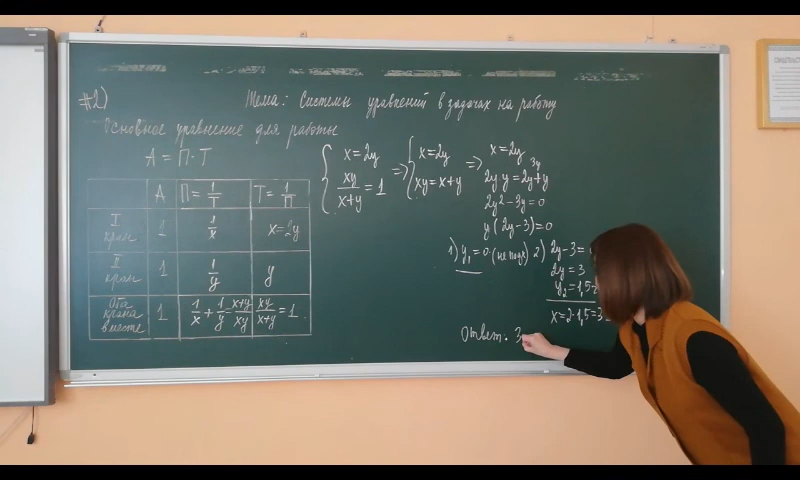 #2)
Тема: Системы уравнений в задачах на работу
Основное уравнение для работы
A = П · T
A П = 1/T T = 1/П
I кран 1 1/x x = 2y
II кран 1 1/y y
Оба крана вместе 1 1/x + 1/y = x+y/xy xy/x+y = 1
{ x = 2y
xy/x+y = 1
=> { x = 2y
xy = x + y
=> x = 2y
3y
2y y = 2y + y
2y² - 3y = 0
y (2y - 3) = 0
1) y₁ = 0 (не подх)
2) 2y - 3 =
2y = 3
y₂ = 1,5
x = 2 · 1,5 = 3
Ответ: 3